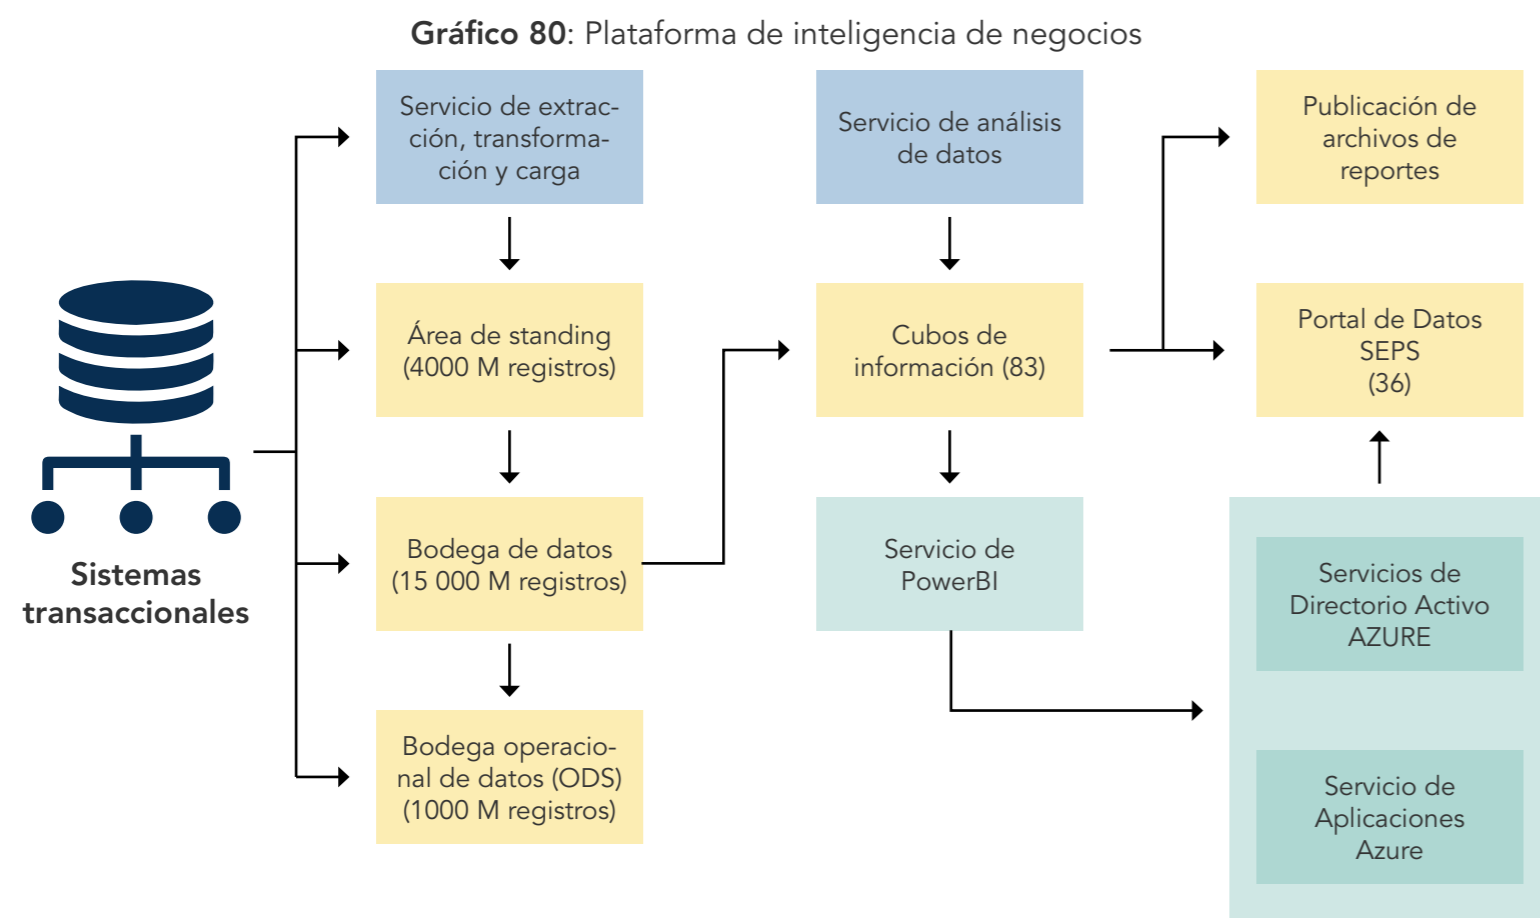 Gráfico 80: Plataforma de inteligencia de negocios
Servicio de extrac-
ción, transforma-
ción y carga
Servicio de análisis
de datos
Publicación de
archivos de
reportes
Área de standing
(4000 M registros)
Cubos de
información (83)
Portal de Datos
SEPS
(36)
Sistemas
transaccionales
Bodega de datos
(15 000 M registros)
Servicio de
PowerBI
Servicios de
Directorio Activo
AZURE
Bodega operacio-
nal de datos (ODS)
(1000 M registros)
Servicio de
Aplicaciones
Azure